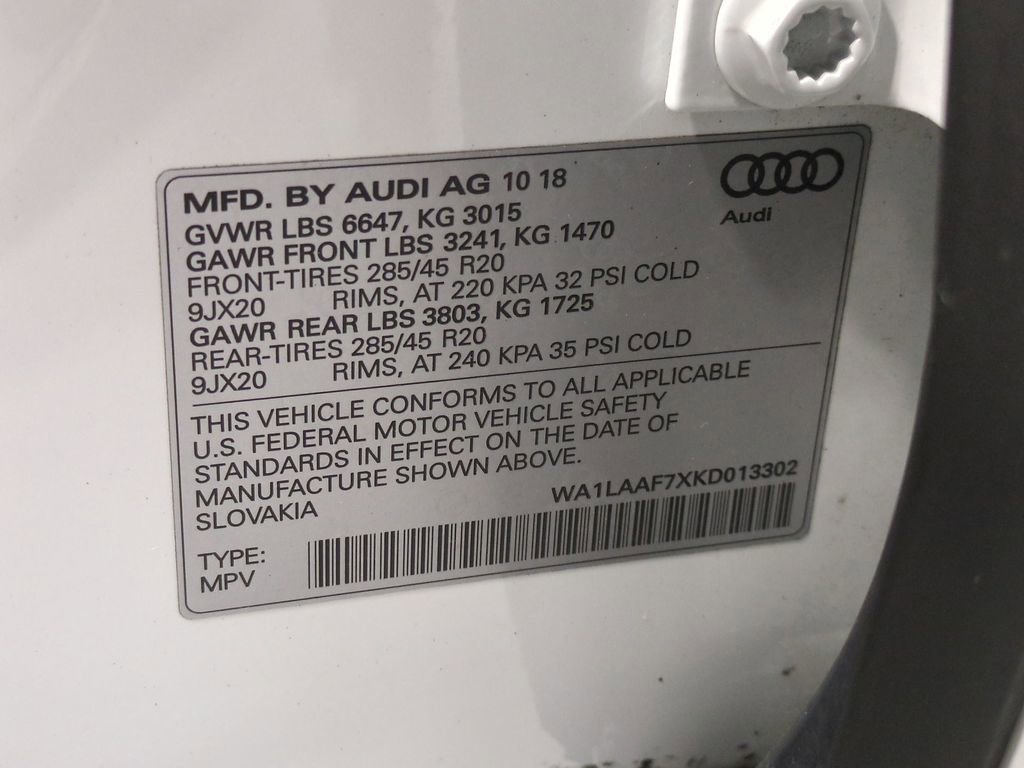 MFD. BY AUDI AG 10 18
GVWR LBS 6647, KG 3015
GAWR FRONT LBS 3241, KG 1470
FRONT-TIRES 285/45 R20
9JX20 RIMS, AT 220 KPA 32 PSI COLD
GAWR REAR LBS 3803, KG 1725
REAR-TIRES 285/45 R20
9JX20 RIMS, AT 240 KPA 35 PSI COLD
Audi
THIS VEHICLE CONFORMS TO ALL APPLICABLE
U.S. FEDERAL MOTOR VEHICLE SAFETY
STANDARDS IN EFFECT ON THE DATE OF
MANUFACTURE SHOWN ABOVE.
SLOVAKIA
WA1LAAF7XKD013302
TYPE:
MPV